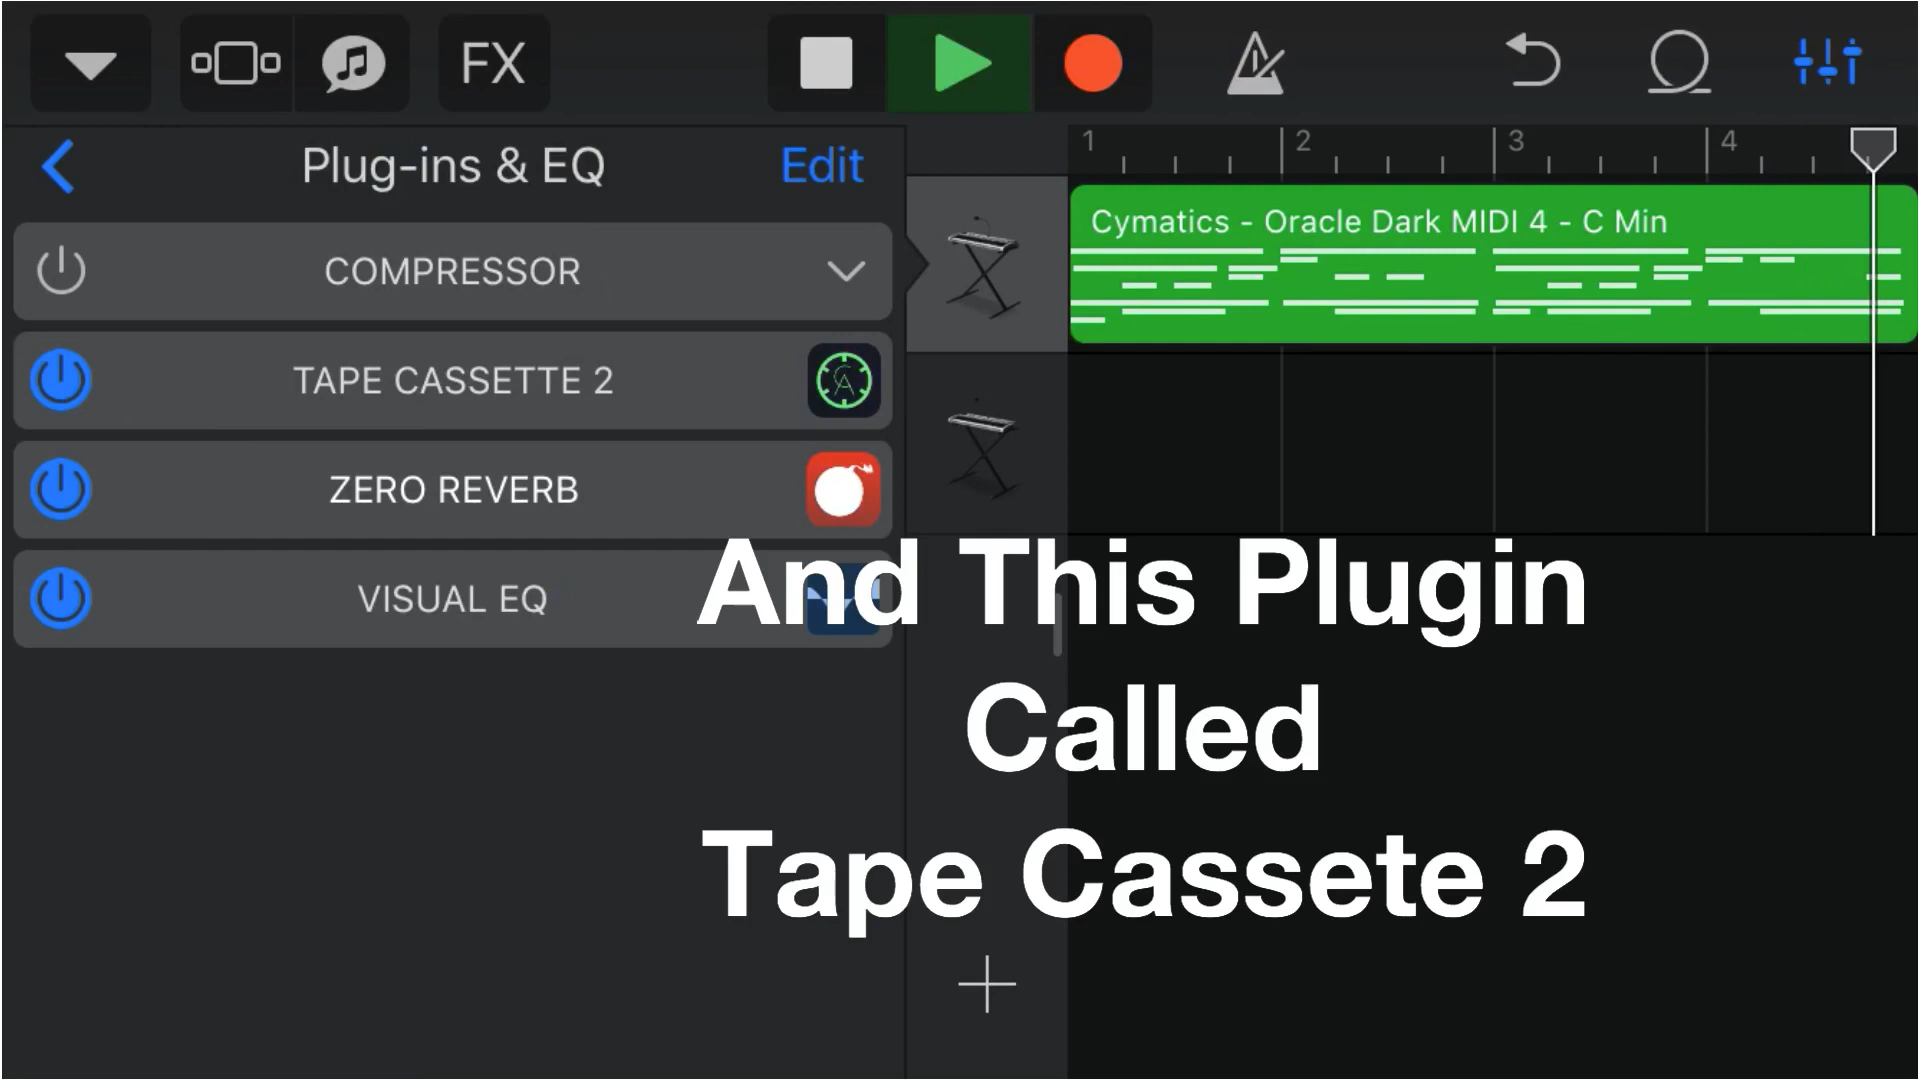 FX
Plug-ins & EQ
Edit
1 2 3 4
COMPRESSOR
Cymatics - Oracle Dark MIDI 4 - C Min
TAPE CASSETTE 2
CA
ZERO REVERB
VISUAL EQ
And This Plugin
Called
Tape Cassete 2